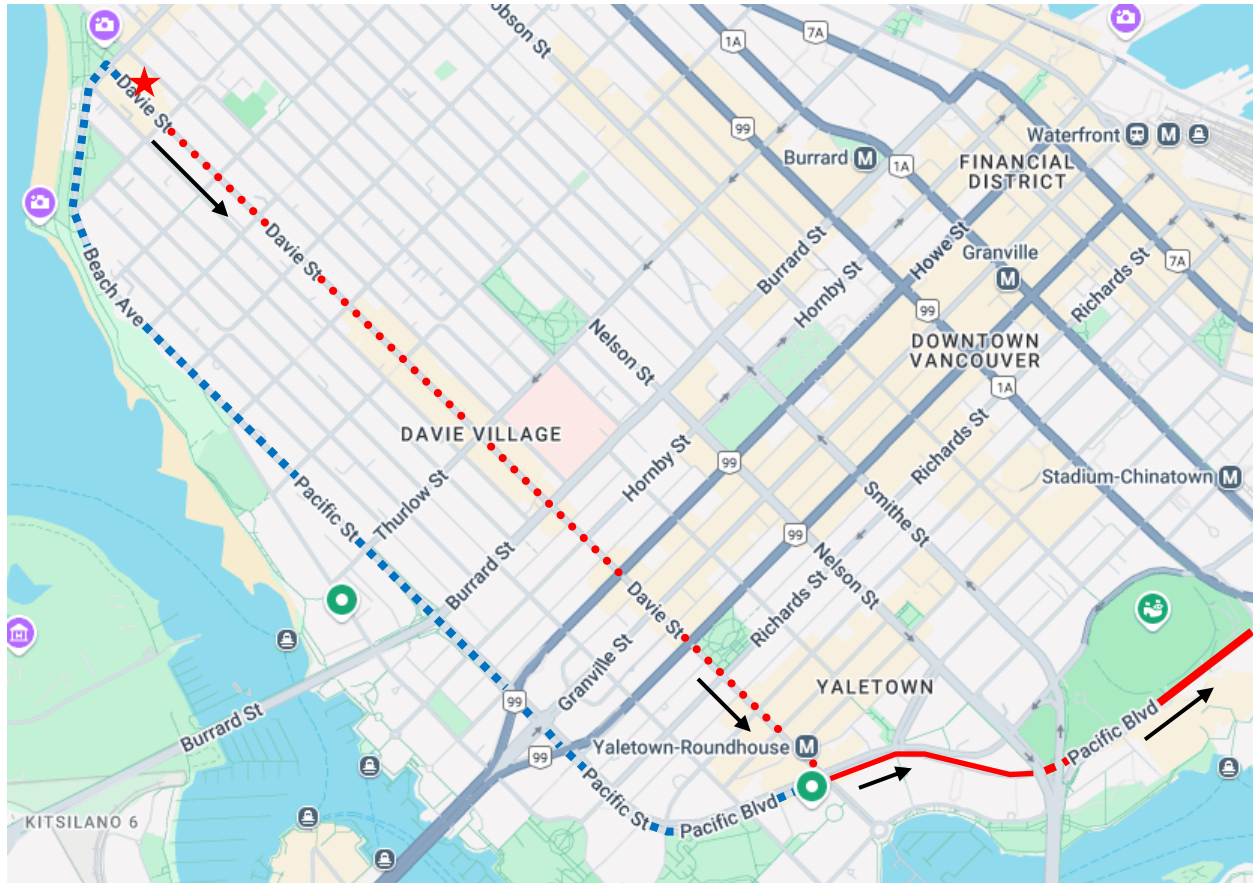 obson St
1A
7A
Davie St
99
Burrard M
1A
Waterfront M
FINANCIAL
DISTRICT
Davie St
Beach Ave
Burrard St
Hornby St
Howe St
Granville
M
Richards St
7A
99
Nelson St
DOWNTOWN
VANCOUVER
1A
DAVIE VILLAGE
Hornby St
99
Richards St
Stadium-Chinatown M
Pacific St
Thurlow St
Smithe St
99
Burrard St
Nelson St
Davie St
Richards St
Granville St
99
YALETOWN
Burrard St
99
Yaletown-Roundhouse M
Pacific Blvd
Pacific St
Pacific Blvd
KITSILANO 6